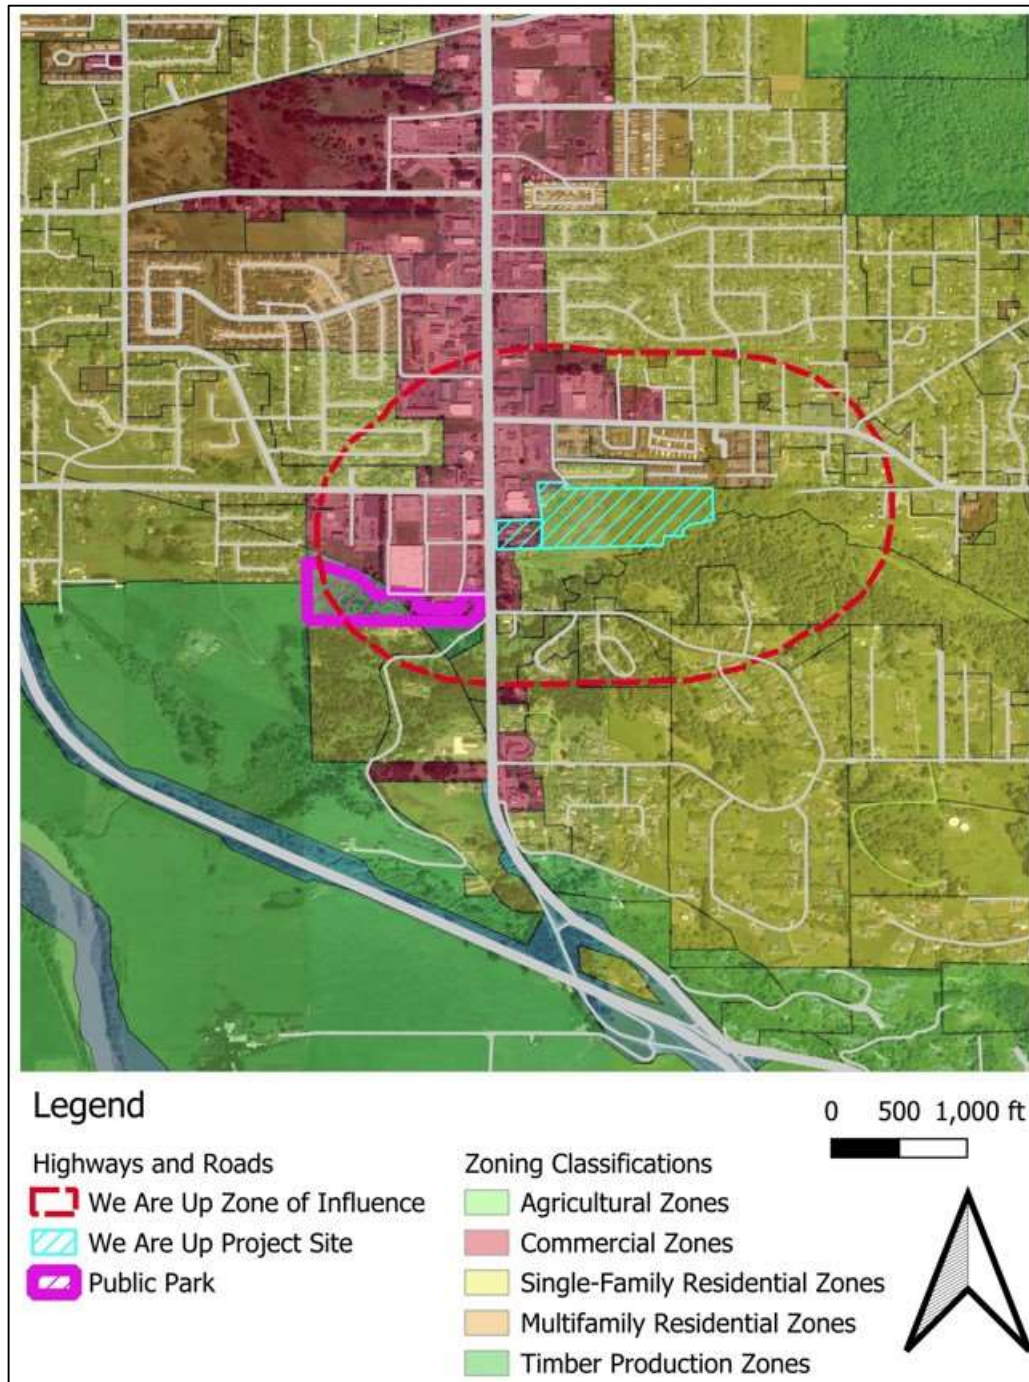 Legend
0 500 1,000 ft
Highways and Roads
We Are Up Zone of Influence
We Are Up Project Site
Public Park
Zoning Classifications
Agricultural Zones
Commercial Zones
Single-Family Residential Zones
Multifamily Residential Zones
Timber Production Zones